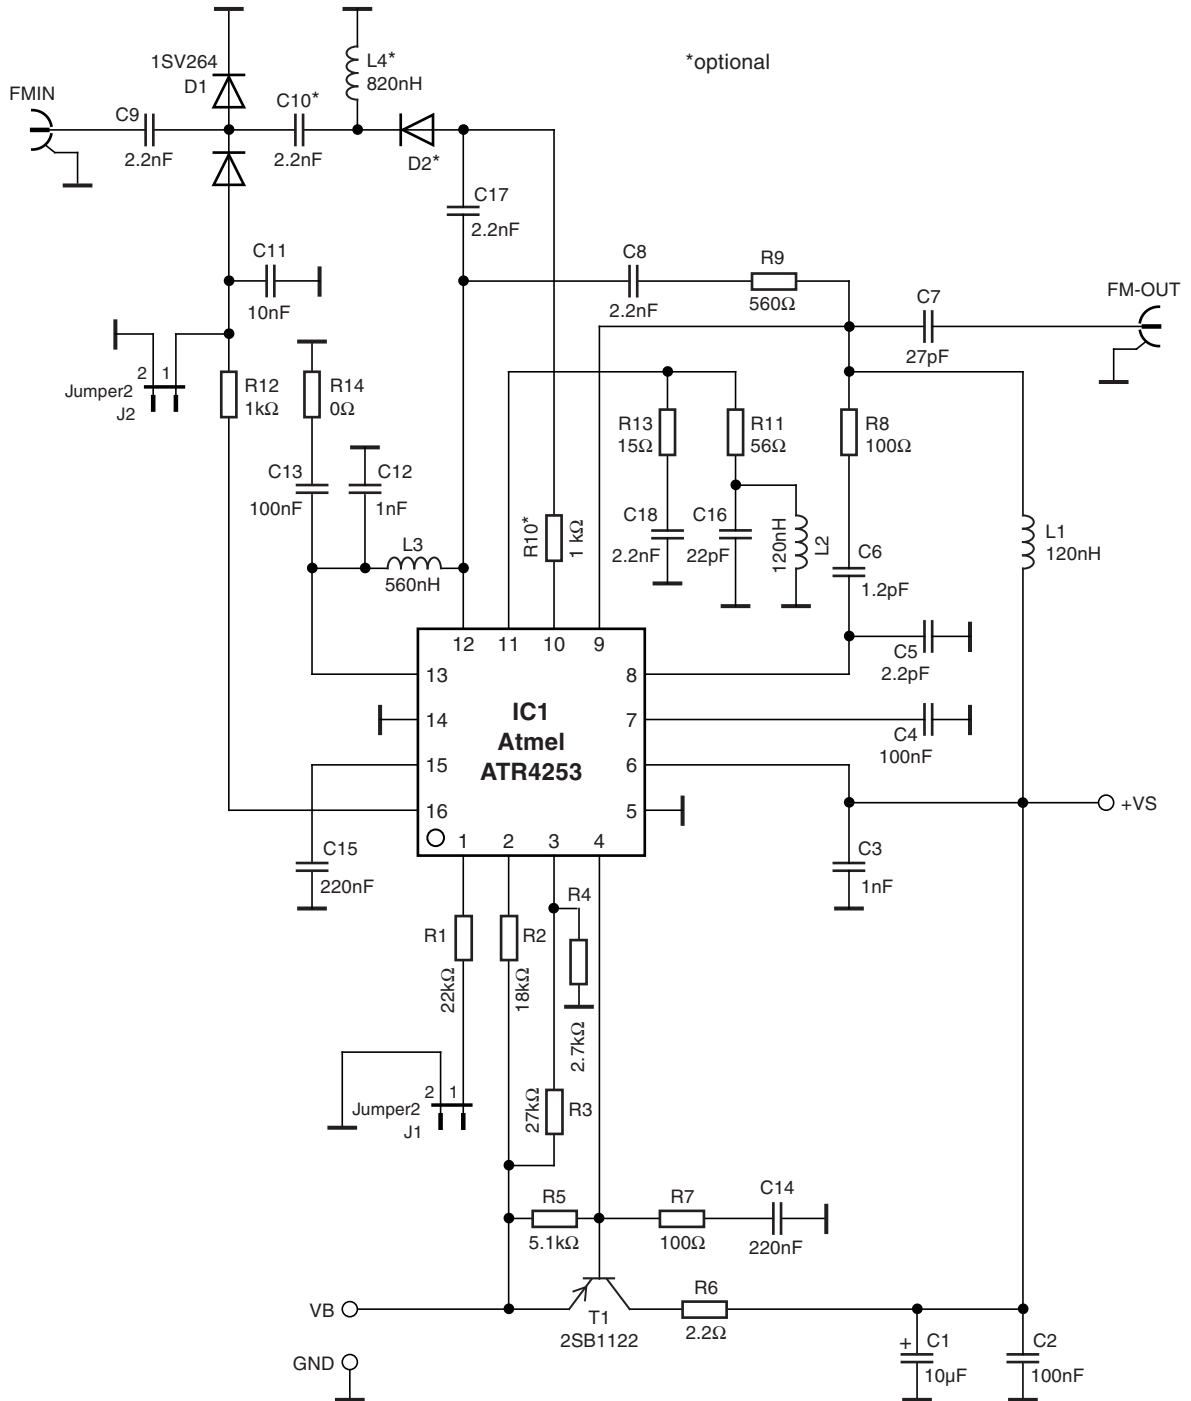 *optional
1SV264
D1
L4*
820nH
FMIN
C9
2.2nF
C10*
2.2nF
D2*
C17
2.2nF
C11
10nF
C8
2.2nF
R9
560Ω
C7
27pF
FM-OUT
2 1
Jumper2
J2
R12
1kΩ
R14
0Ω
R13
15Ω
R11
56Ω
R8
100Ω
C13
100nF
C12
1nF
R10*
1 kΩ
C18
2.2nF
C16
22pF
120nH
L2
C6
1.2pF
L1
120nH
L3
560nH
12 11 10 9
13
14
15
16
IC1
Atmel
ATR4253
8
7
6
5
1 2 3 4
C5
2.2pF
C4
100nF
+VS
C15
220nF
C3
1nF
R1
22kΩ
R2
18kΩ
R4
2.7kΩ
2 1
Jumper2
J1
27kΩ
R3
R5
5.1kΩ
R7
100Ω
C14
220nF
VB
T1
2SB1122
R6
2.2Ω
GND
+
C1
10µF
C2
100nF